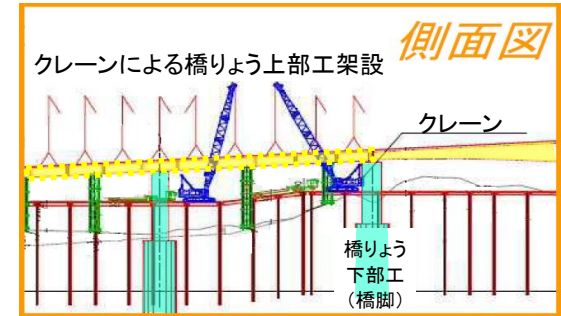 側面図
クレーンによる橋りょう上部工架設
クレーン
橋りょう
下部工
（橋脚）